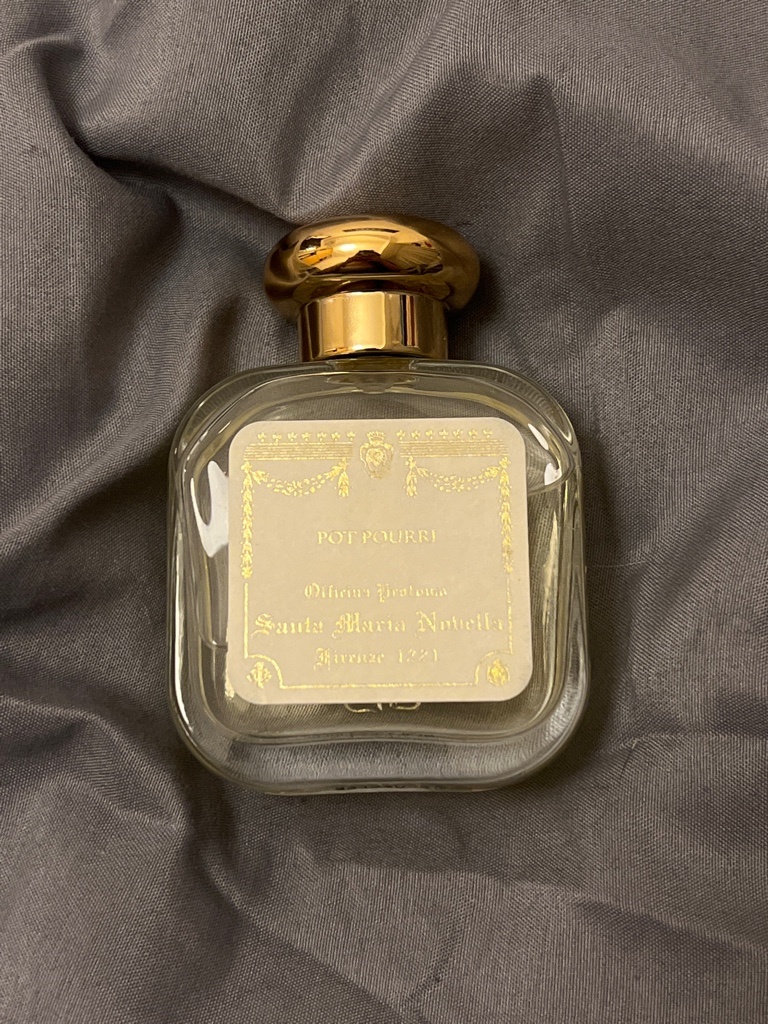 POT POURRI
Officina Profumo
Santa Maria Novella
Firenze 1221